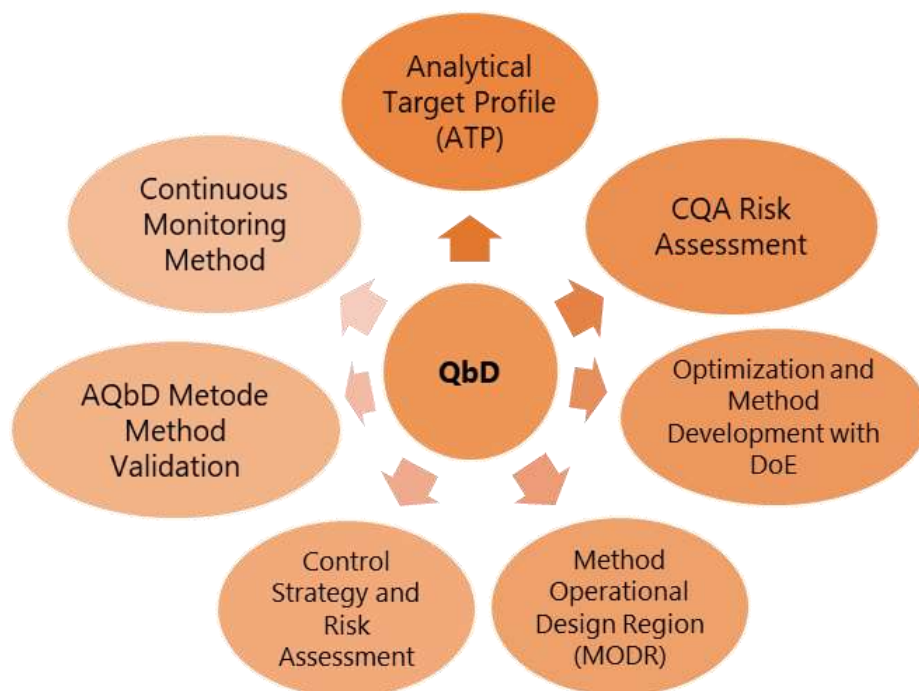 Analytical
Target Profile
(ATP)
CQA Risk
Assessment
Optimization and
Method
Development with
DoE
Method
Operational
Design Region
(MODR)
Control
Strategy and
Risk
Assessment
AQbD Metode
Method
Validation
Continuous
Monitoring
Method
QbD